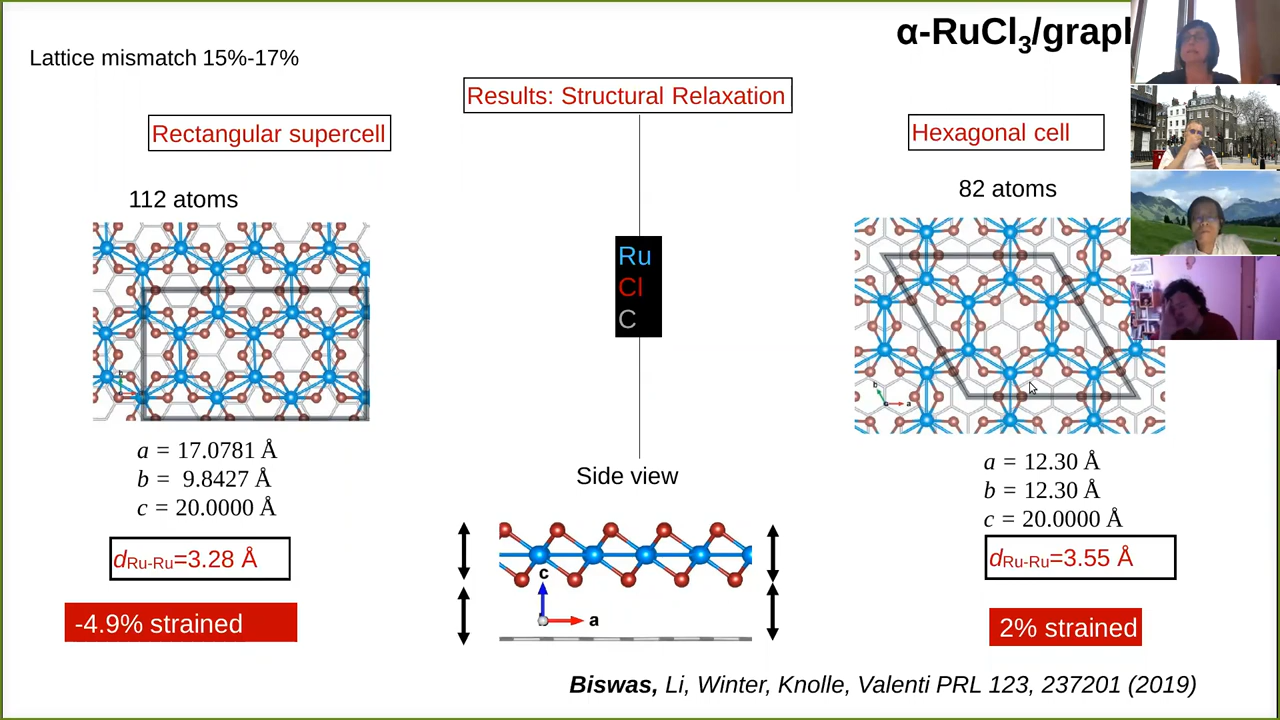 α-RuCl3/graph
Lattice mismatch 15%-17%
Results: Structural Relaxation
Rectangular supercell
Hexagonal cell
112 atoms
82 atoms
Ru
Cl
C
b
b
a
a = 17.0781 Å
b = 9.8427 Å
c = 20.0000 Å
a = 12.30 Å
b = 12.30 Å
c = 20.0000 Å
Side view
dRu-Ru=3.28 Å
dRu-Ru=3.55 Å
c
a
-4.9% strained
2% strained
Biswas, Li, Winter, Knolle, Valenti PRL 123, 237201 (2019)